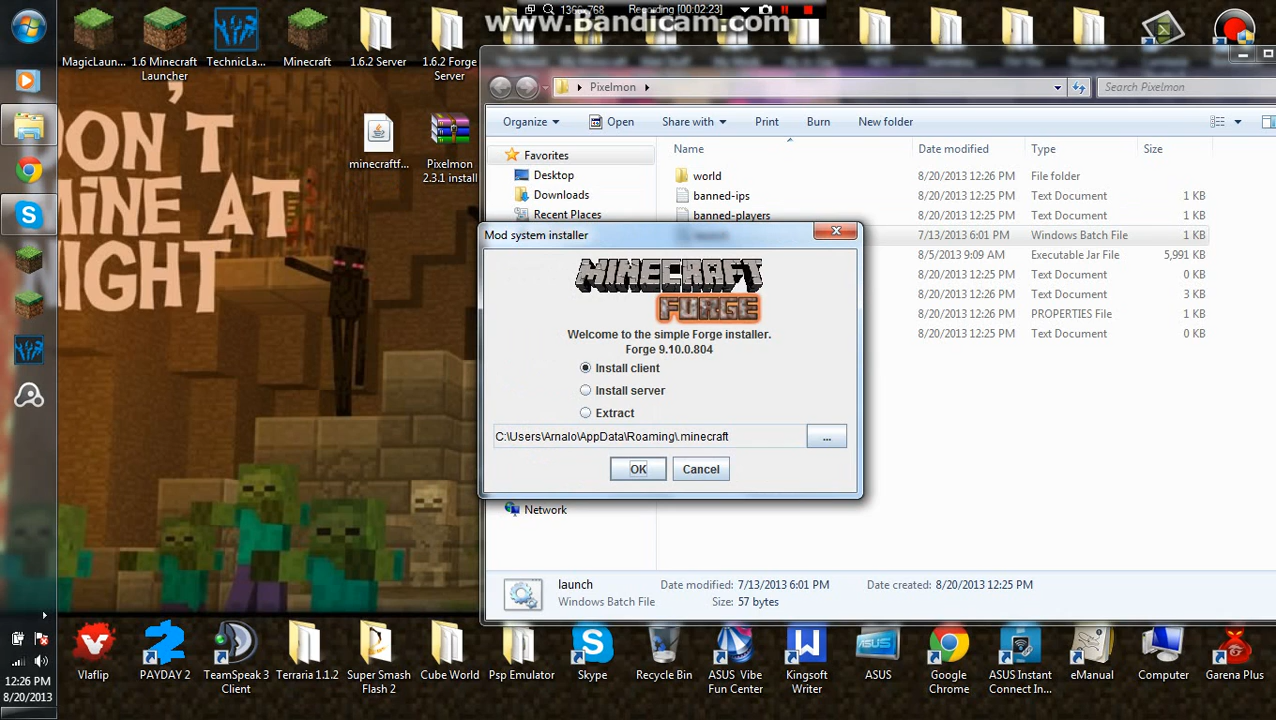 1366x768
Recording [00:02:23]
www.Bandicam.com
MagicLaun...
1.6 Minecraft
Launcher
TechnicLa...
Minecraft
1.6.2 Server
1.6.2 Forge
Server
Pixelmon
Search Pixelmon
Organize
Open
Share with
Print
Burn
New folder
Name
Date modified
Type
Size
Favorites
Desktop
Downloads
Recent Places
world
8/20/2013 12:26 PM
File folder
banned-ips
8/20/2013 12:25 PM
Text Document
1 KB
banned-players
8/20/2013 12:25 PM
Text Document
1 KB
7/13/2013 6:01 PM
Windows Batch File
1 KB
8/5/2013 9:09 AM
Executable Jar File
5,991 KB
8/20/2013 12:25 PM
Text Document
0 KB
8/20/2013 12:26 PM
Text Document
3 KB
8/20/2013 12:26 PM
PROPERTIES File
1 KB
8/20/2013 12:25 PM
Text Document
0 KB
minecraftf...
Pixelmon
2.3.1 install
ON'T
MINE AT
NIGHT
Mod system installer
MINECRAFT
FORGE
Welcome to the simple Forge installer.
Forge 9.10.0.804
Install client
Install server
Extract
C:\Users\Arnalo\AppData\Roaming\.minecraft
...
OK
Cancel
Network
launch
Date modified: 7/13/2013 6:01 PM
Date created: 8/20/2013 12:25 PM
Windows Batch File
Size: 57 bytes
Vlaflip
PAYDAY 2
TeamSpeak 3
Client
Terraria 1.1.2
Super Smash
Flash 2
Cube World
Psp Emulator
Skype
Recycle Bin
ASUS Vibe
Fun Center
Kingsoft
Writer
ASUS
Google
Chrome
ASUS Instant
Connect In...
eManual
Computer
Garena Plus
12:26 PM
8/20/2013